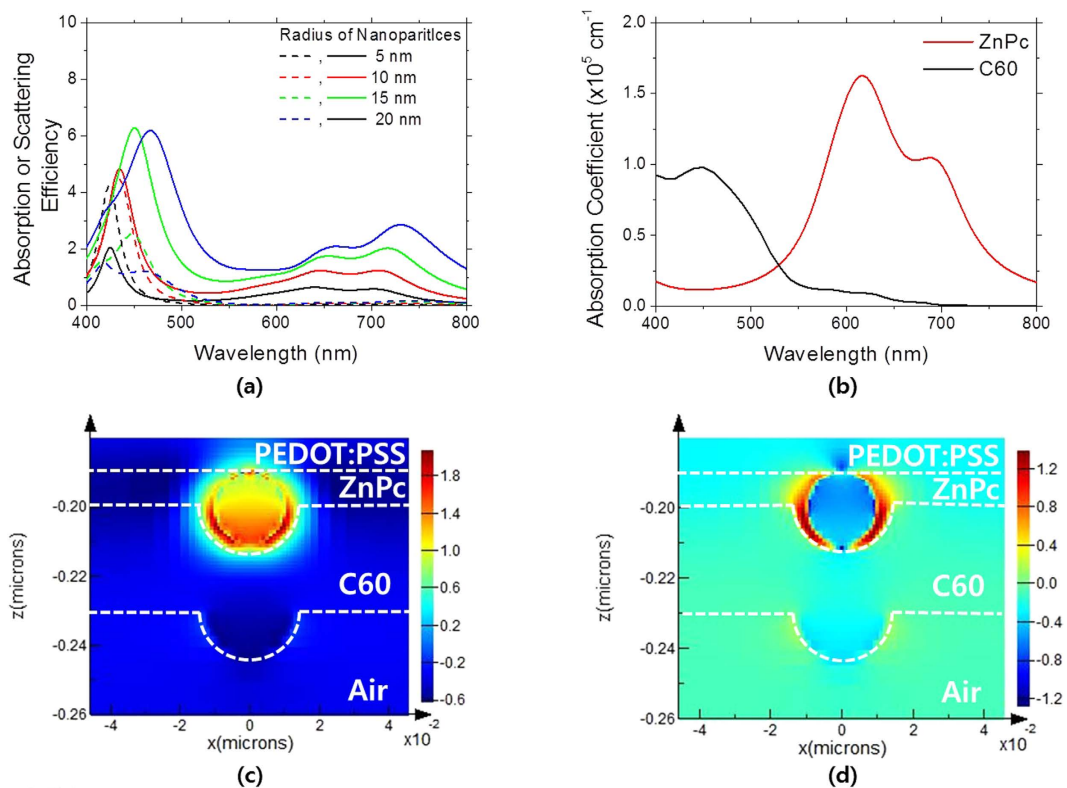 10
8
6
4
2
0
Absorption or Scattering
Efficiency
Radius of Nanoparitlces
, 5 nm
, 10 nm
, 15 nm
, 20 nm
400 500 600 700 800
Wavelength (nm)
(a)
2.0
1.5
1.0
0.5
0.0
Absorption Coefficient (x10⁵ cm⁻¹
ZnPc
C60
400 500 600 700 800
Wavelength (nm)
(b)
PEDOT:PSS
ZnPc
C60
Air
-0.20
-0.22
-0.24
-0.26
z(microns)
1.8
1.4
1.0
0.6
0.2
-0.2
-0.6
-4 -2 0 2 4 -2
x10
x(microns)
(c)
PEDOT:PSS
ZnPc
C60
Air
-0.20
-0.22
-0.24
-0.26
z(microns)
1.2
0.8
0.4
0.0
-0.4
-0.8
-1.2
-4 -2 0 2 4 -2
x10
x(microns)
(d)